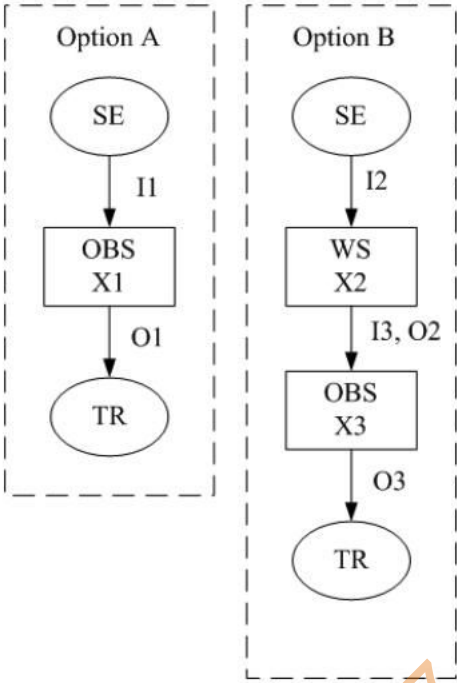 Option A
SE
I1
OBS
X1
O1
TR
Option B
SE
I2
WS
X2
I3, O2
OBS
X3
O3
TR